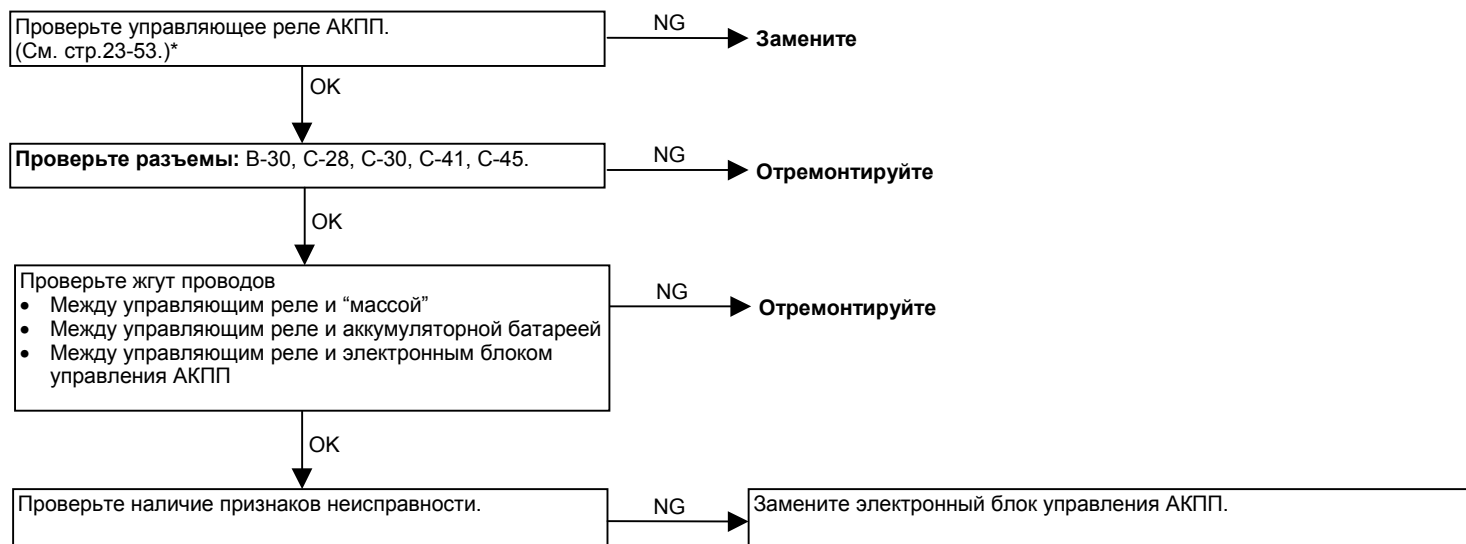 Проверьте управляющее реле АКПП.
(См. стр.23-53.)*
NG
Замените
OK
Проверьте разъемы: B-30, C-28, C-30, C-41, C-45.
NG
Отремонтируйте
OK
Проверьте жгут проводов
• Между управляющим реле и “массой”
• Между управляющим реле и аккумуляторной батареей
• Между управляющим реле и электронным блоком
управления АКПП
NG
Отремонтируйте
OK
Проверьте наличие признаков неисправности.
NG
Замените электронный блок управления АКПП.